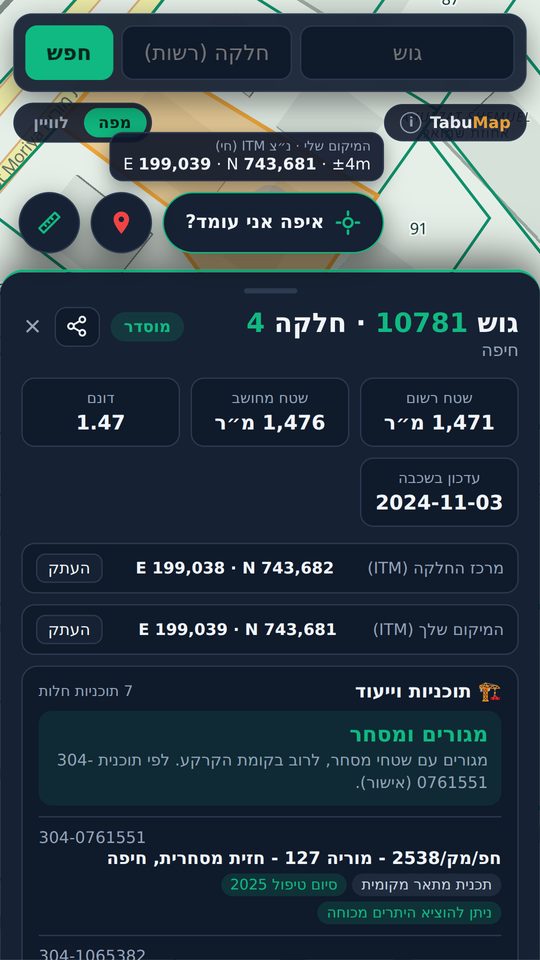 87
גוש
חלקה (רשות)
חפש
TabuMap
מפה
לוויין
המיקום שלי · נ״צ ITM (חי)
E 199,039 · N 743,681 · ±4m
איפה אני עומד?
91
גוש 10781 · חלקה 4
מוסדר
חיפה
שטח רשום
1,471 מ״ר
שטח מחושב
1,476 מ״ר
דונם
1.47
עדכון בשכבה
2024-11-03
מרכז החלקה (ITM)
E 199,038 · N 743,682
העתק
המיקום שלך (ITM)
E 199,039 · N 743,681
העתק
🏗️ תוכניות וייעוד
7 תוכניות חלות
מגורים ומסחר
מגורים עם שטחי מסחר, לרוב בקומת הקרקע. לפי תוכנית 304-
0761551 (אישור).
304-0761551
חפ/מק/2538 - מוריה 127 - חזית מסחרית, חיפה
תכנית מתאר מקומית
סיום טיפול 2025
ניתן להוציא היתרים מכוחה
304-1065382